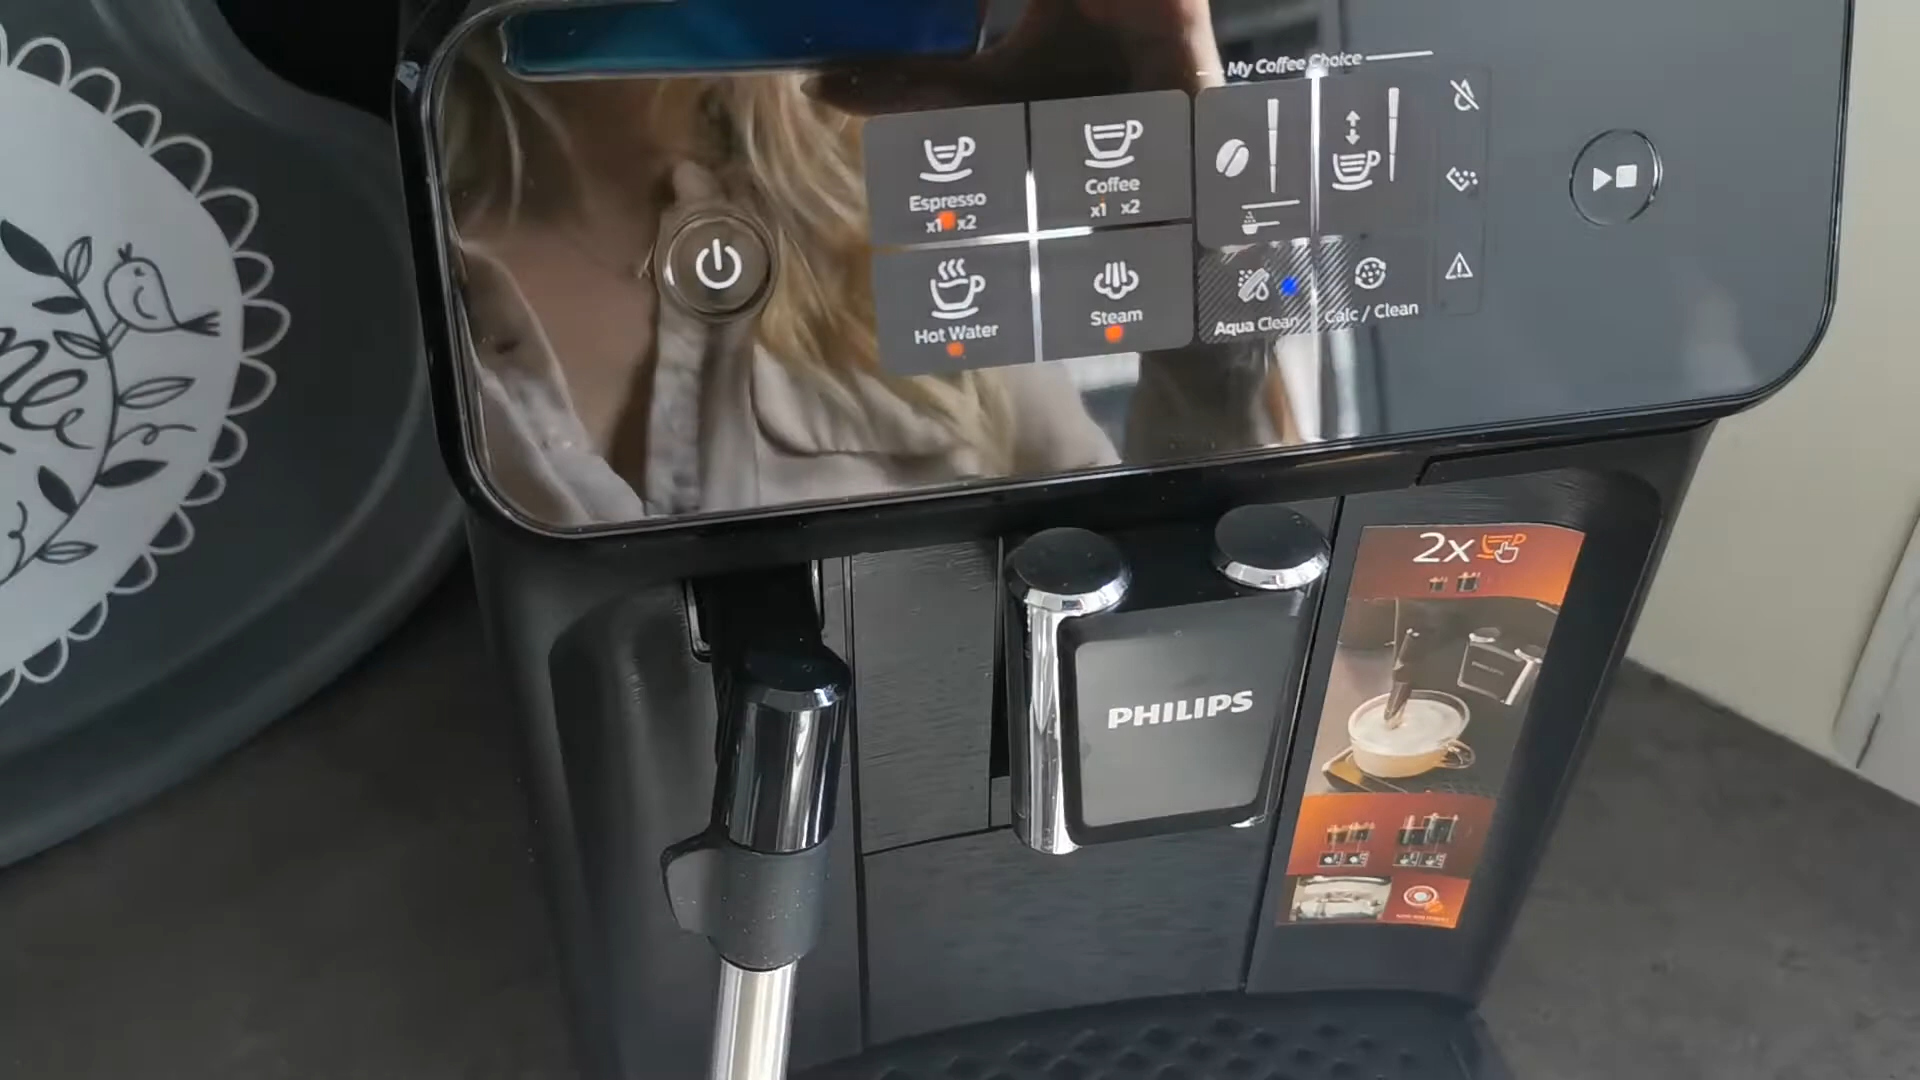 My Coffee Choice
Espresso
x1 x2
Coffee
x1 x2
Hot Water
Steam
Aqua Clean
Calc / Clean
PHILIPS
2x